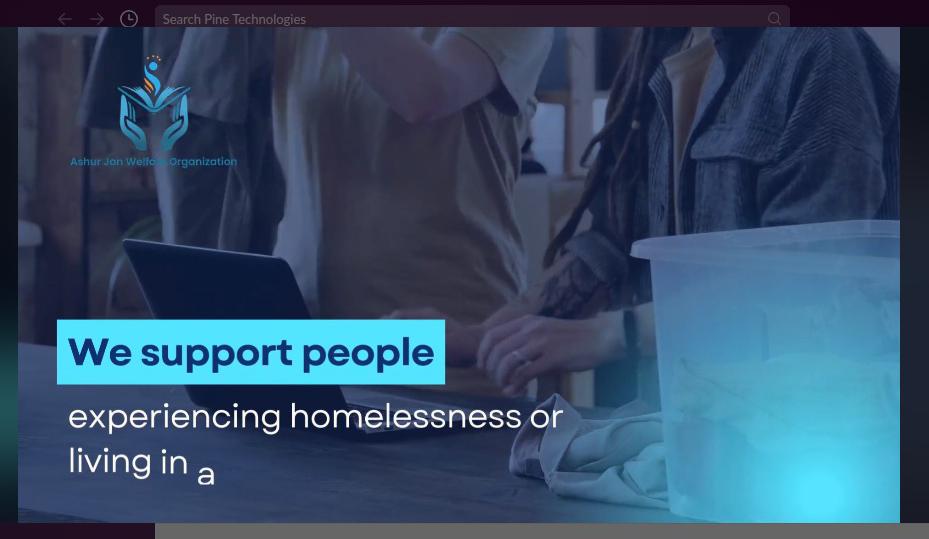 Search Pine Technologies
Ashur Jan Welfare Organization
We support people
experiencing homelessness or
living in a